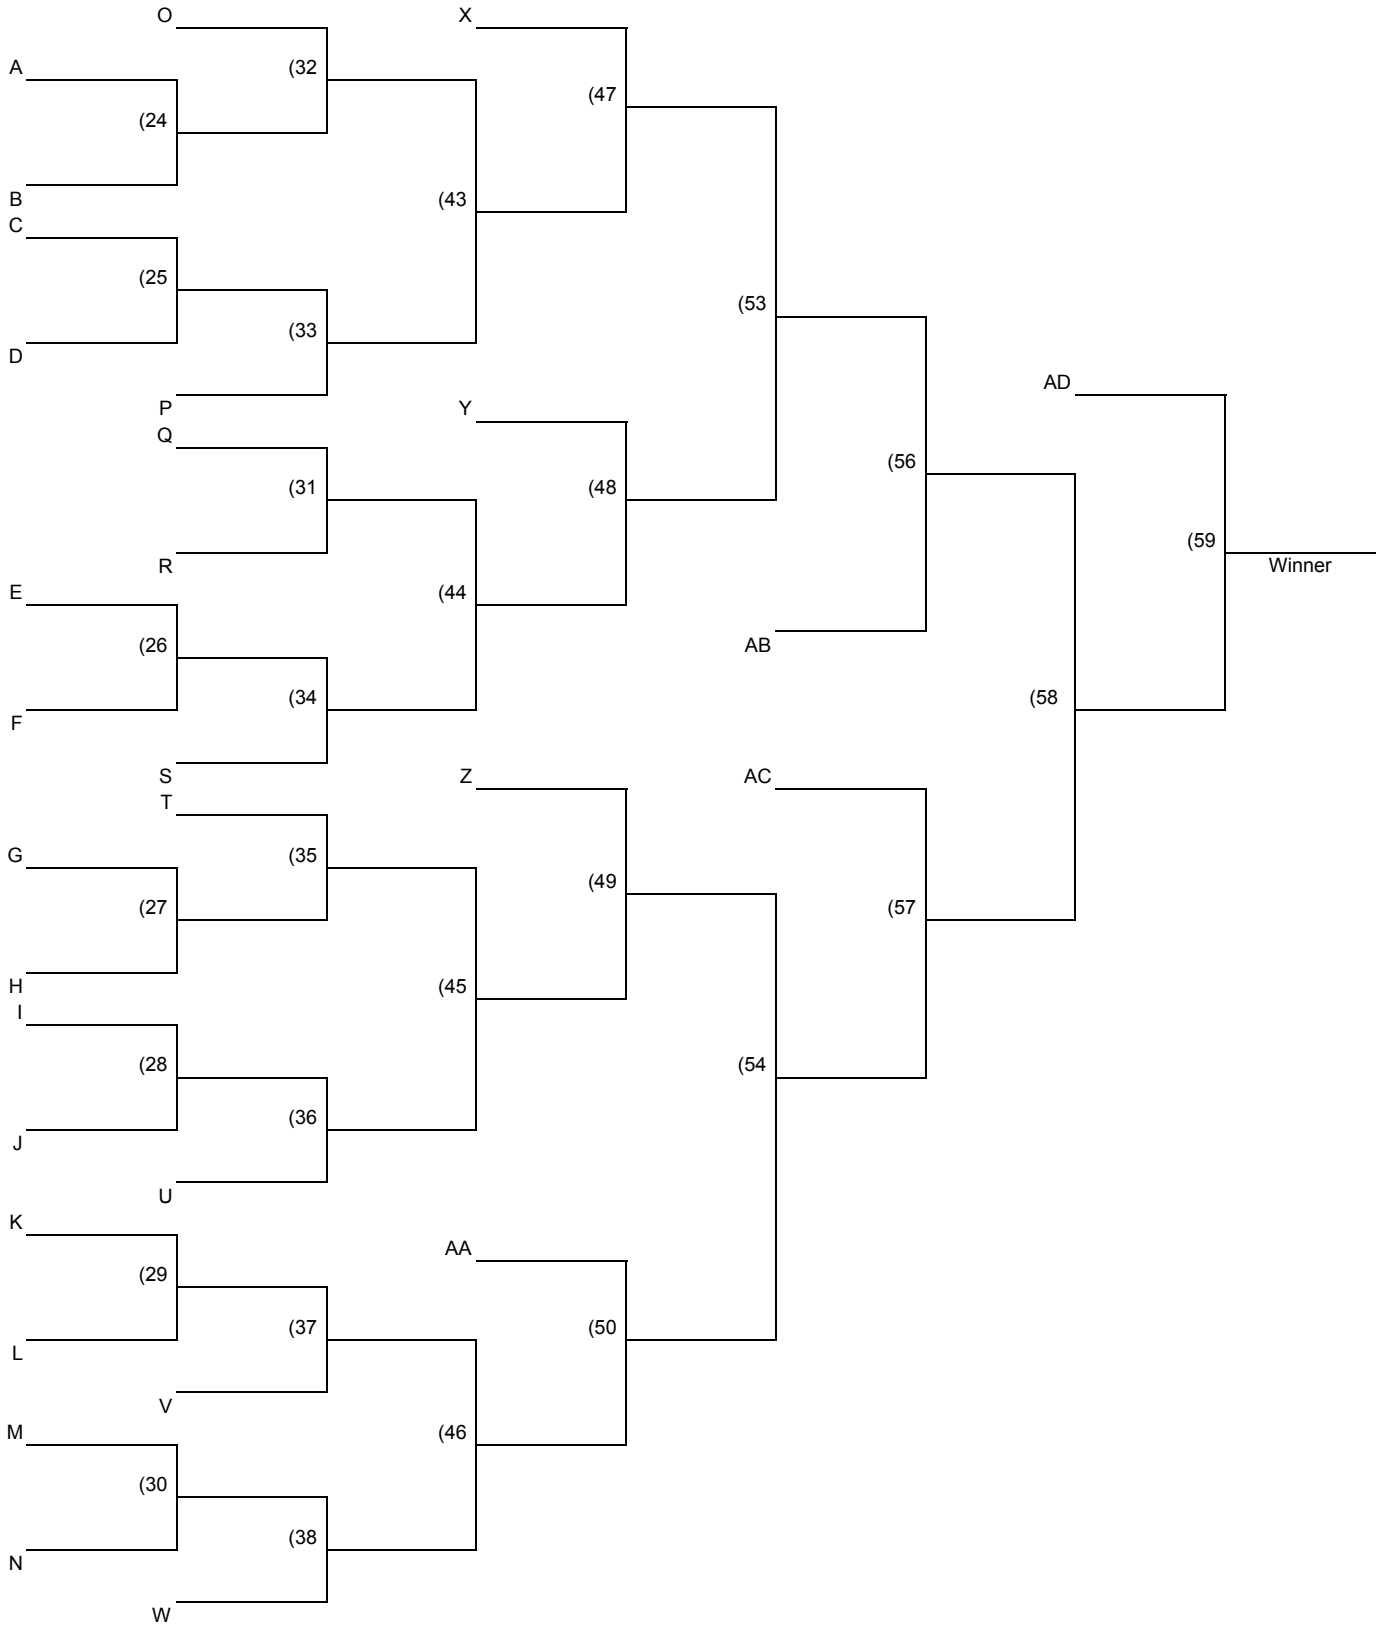 O
X
A
(32
(47
(24
B
(43
C
(25
(53
(33
D
AD
P
Y
Q
(56
(31
(48
(59
R
Winner
E
(44
(26
AB
(34
(58
F
S
Z
AC
T
G
(35
(49
(27
(57
H
(45
I
(28
(54
(36
J
U
K
AA
(29
(37
(50
L
V
M
(46
(30
(38
N
W